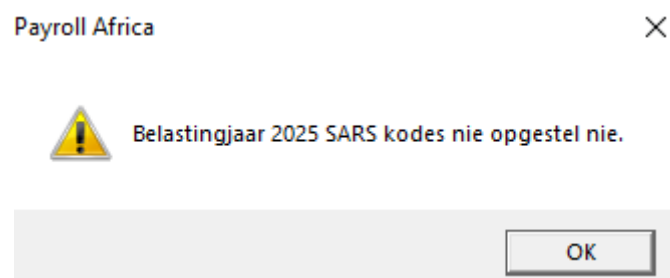 Payroll Africa
Belastingjaar 2025 SARS kodes nie opgestel nie.
OK